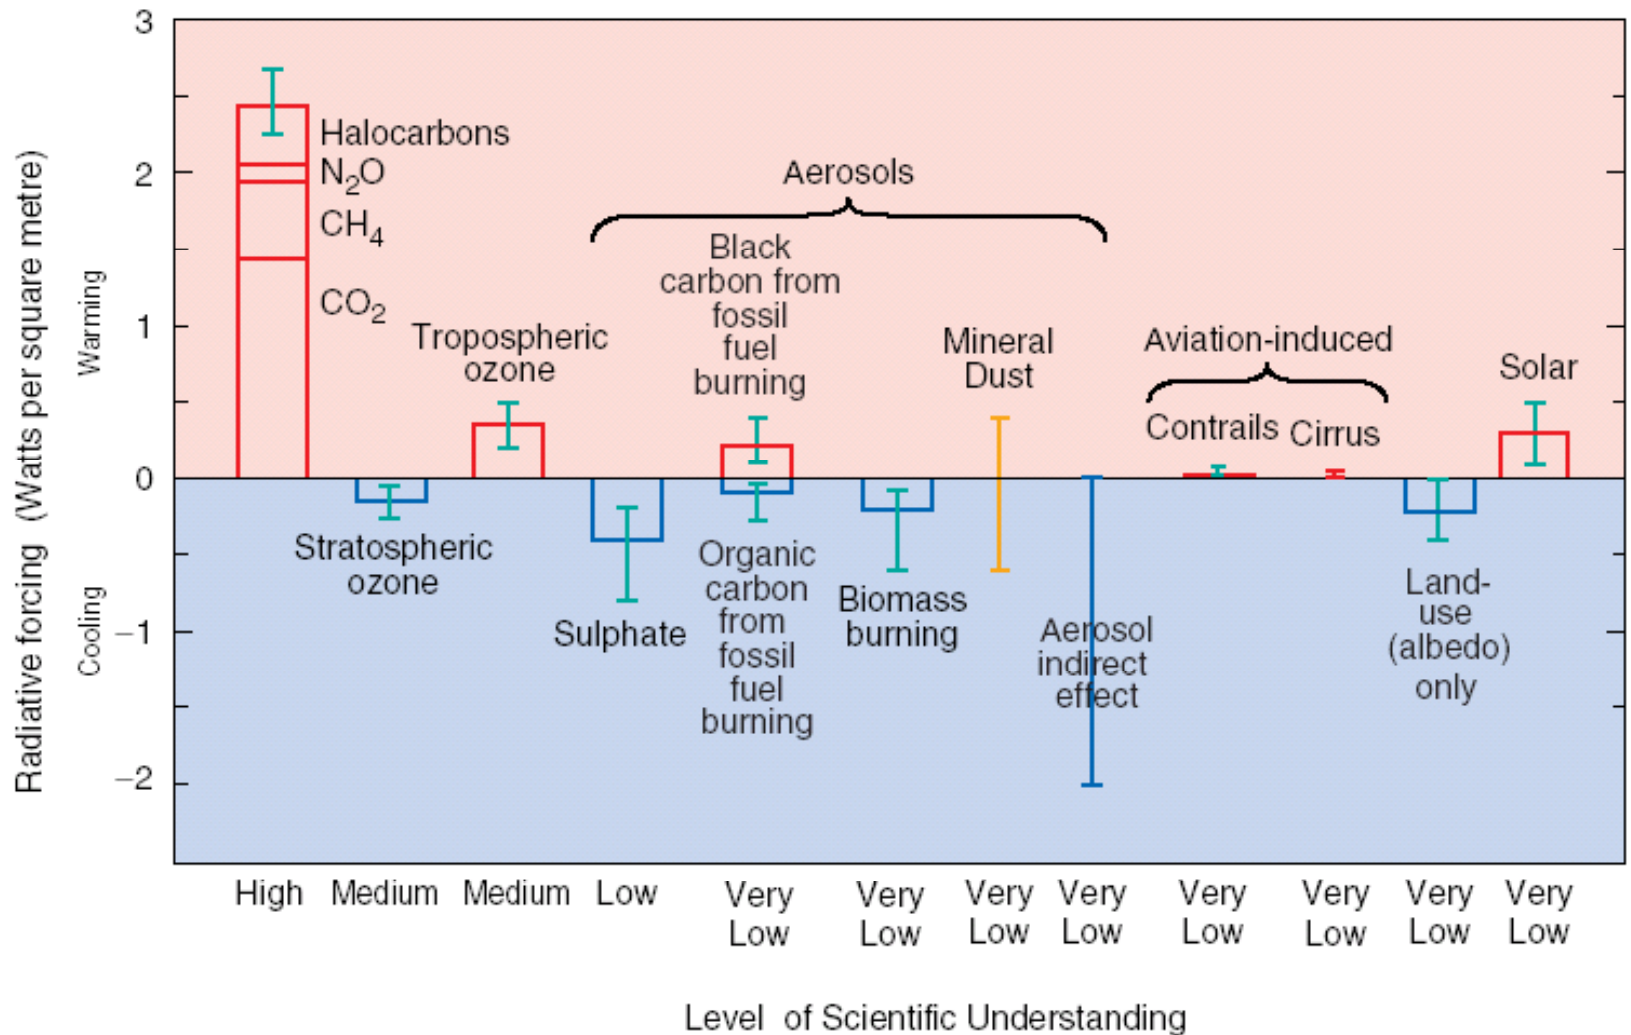 3
2
1
0
−1
−2
Radiative forcing (Watts per square metre)
Warming
Cooling
Halocarbons
N₂O
CH₄
CO₂
Tropospheric
ozone
Stratospheric
ozone
Aerosols
Sulphate
Black
carbon from
fossil
fuel
burning
Organic
carbon
from
fossil
fuel
burning
Biomass
burning
Mineral
Dust
Aerosol
indirect
effect
Aviation-induced
Contrails Cirrus
Land-
use
(albedo)
only
Solar
High Medium Medium Low Very Very Very Very Very Very Very Very
Low Low Low Low Low Low Low Low
Level of Scientific Understanding